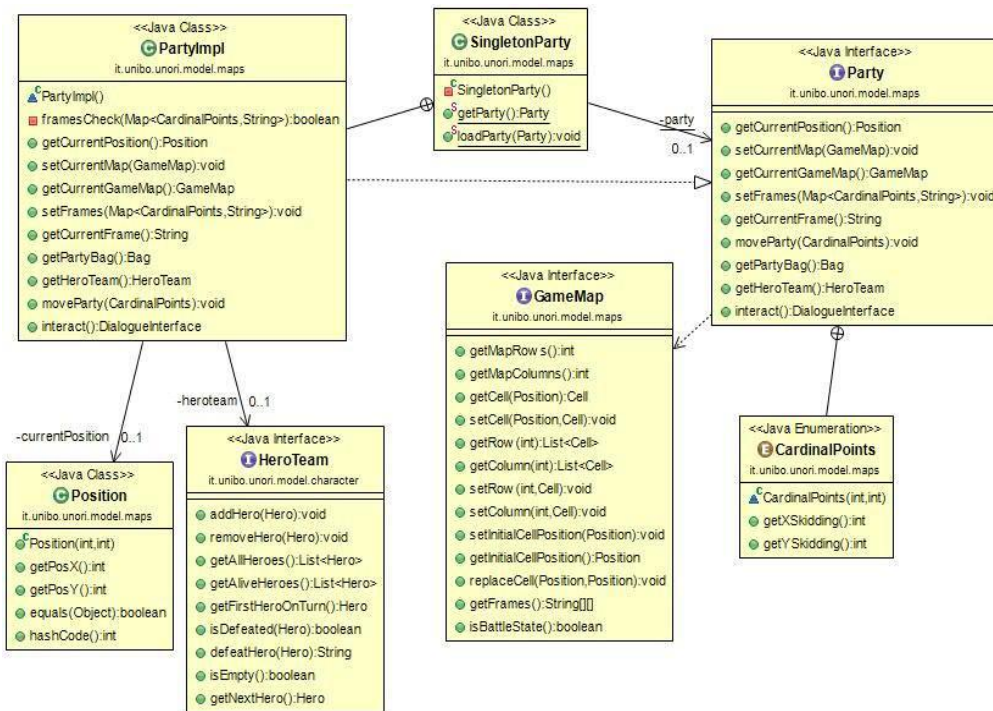 <<Java Class>>
PartyImpl
it.unibo.unori.model.maps
PartyImpl()
framesCheck(Map<CardinalPoints,String>):boolean
getCurrentPosition():Position
setCurrentMap(GameMap):void
getCurrentGameMap():GameMap
setFrames(Map<CardinalPoints,String>):void
getCurrentFrame():String
getPartyBag():Bag
getHeroTeam():HeroTeam
moveParty(CardinalPoints):void
interact():DialogueInterface
<<Java Class>>
SingletonParty
it.unibo.unori.model.maps
SingletonParty()
getParty():Party
loadParty(Party):void
-party
0..1
<<Java Interface>>
Party
it.unibo.unori.model.maps
getCurrentPosition():Position
setCurrentMap(GameMap):void
getCurrentGameMap():GameMap
setFrames(Map<CardinalPoints,String>):void
getCurrentFrame():String
moveParty(CardinalPoints):void
getPartyBag():Bag
getHeroTeam():HeroTeam
interact():DialogueInterface
<<Java Interface>>
GameMap
it.unibo.unori.model.maps
getMapRows():int
getMapColumns():int
getCell(Position):Cell
setCell(Position,Cell):void
getRow(int):List<Cell>
getColumn(int):List<Cell>
setRow(int,Cell):void
setColumn(int,Cell):void
setInitialCellPosition(Position):void
getInitialCellPosition():Position
replaceCell(Position,Position):void
getFrames():String[][]
isBattleState():boolean
-currentPosition 0..1
-heroteam 0..1
<<Java Class>>
Position
it.unibo.unori.model.maps
Position(int,int)
getPosX():int
getPosY():int
equals(Object):boolean
hashCode():int
<<Java Interface>>
HeroTeam
it.unibo.unori.model.character
addHero(Hero):void
removeHero(Hero):void
getAllHeroes():List<Hero>
getAliveHeroes():List<Hero>
getFirstHeroOnTurn():Hero
isDefeated(Hero):boolean
defeatHero(Hero):String
isEmpty():boolean
getNextHero():Hero
<<Java Enumeration>>
CardinalPoints
it.unibo.unori.model.maps
CardinalPoints(int,int)
getXSkidding():int
getYSkidding():int